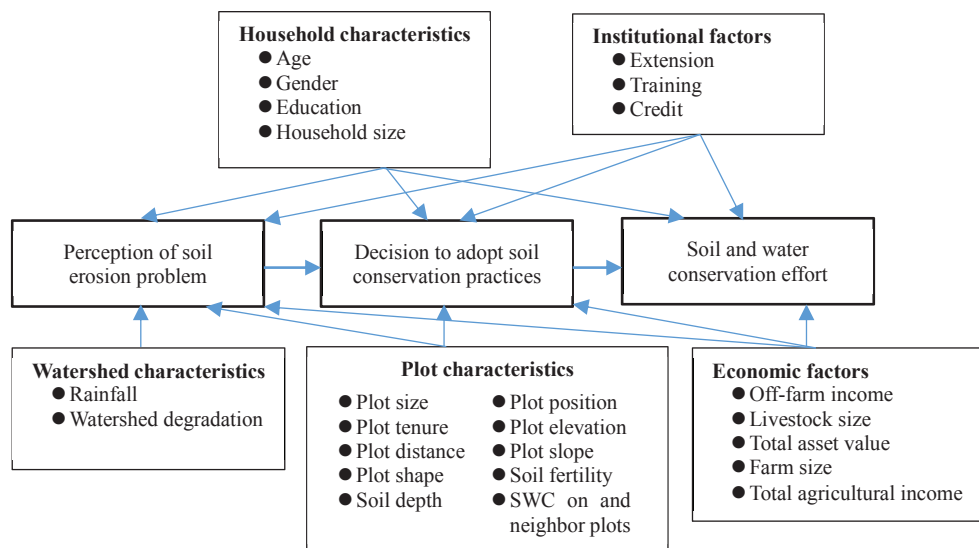 Household characteristics
● Age
● Gender
● Education
● Household size
Institutional factors
● Extension
● Training
● Credit
Perception of soil
erosion problem
Decision to adopt soil
conservation practices
Soil and water
conservation effort
Watershed characteristics
● Rainfall
● Watershed degradation
Plot characteristics
● Plot size
● Plot tenure
● Plot distance
● Plot shape
● Soil depth
● Plot position
● Plot elevation
● Plot slope
● Soil fertility
● SWC on and
neighbor plots
Economic factors
● Off-farm income
● Livestock size
● Total asset value
● Farm size
● Total agricultural income